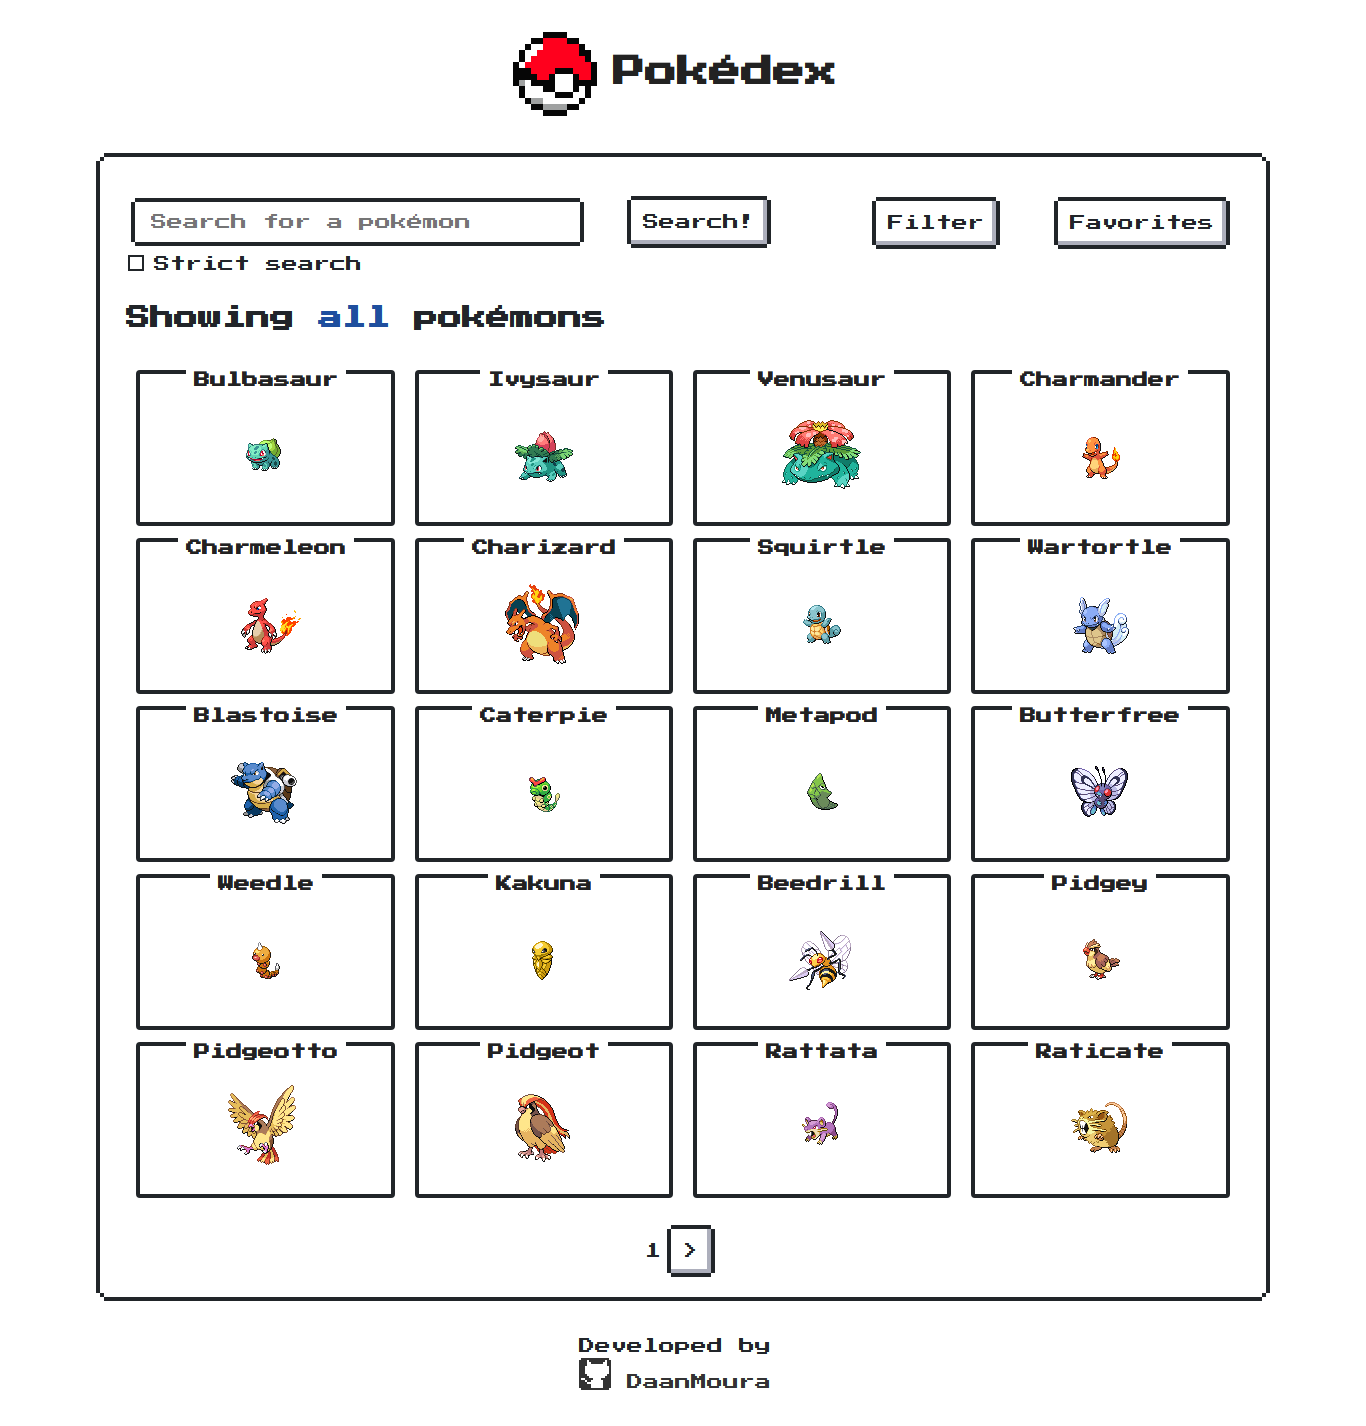 Pokédex
Search for a pokémon
Search!
Filter
Favorites
Strict search
Showing all pokémons
Bulbasaur
Ivysaur
Venusaur
Charmander
Charmeleon
Charizard
Squirtle
Wartortle
Blastoise
Caterpie
Metapod
Butterfree
Weedle
Kakuna
Beedrill
Pidgey
Pidgeotto
Pidgeot
Rattata
Raticate
1 >
Developed by
DaanMoura